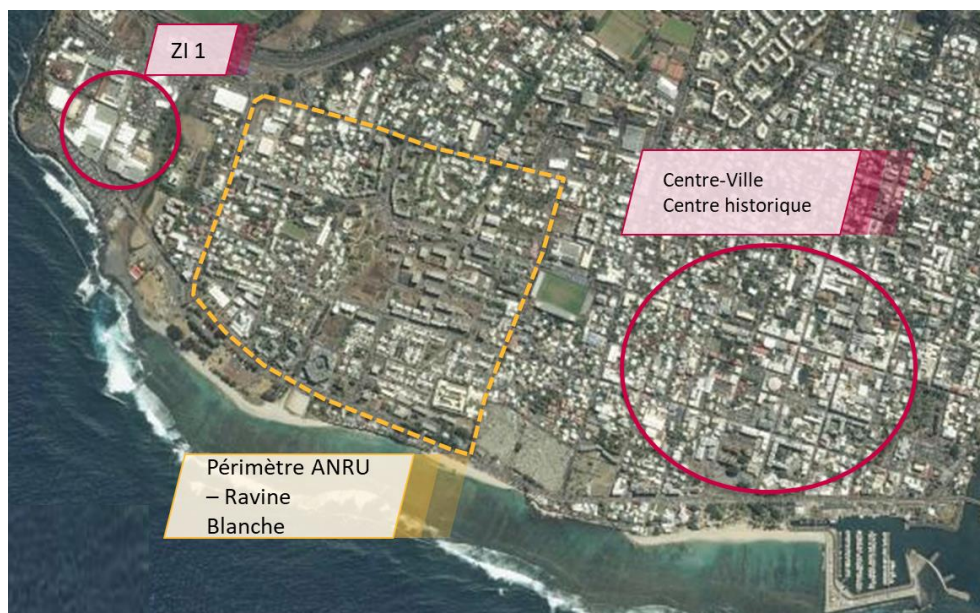 ZI 1
Centre-Ville
Centre historique
Périmètre ANRU
– Ravine
Blanche